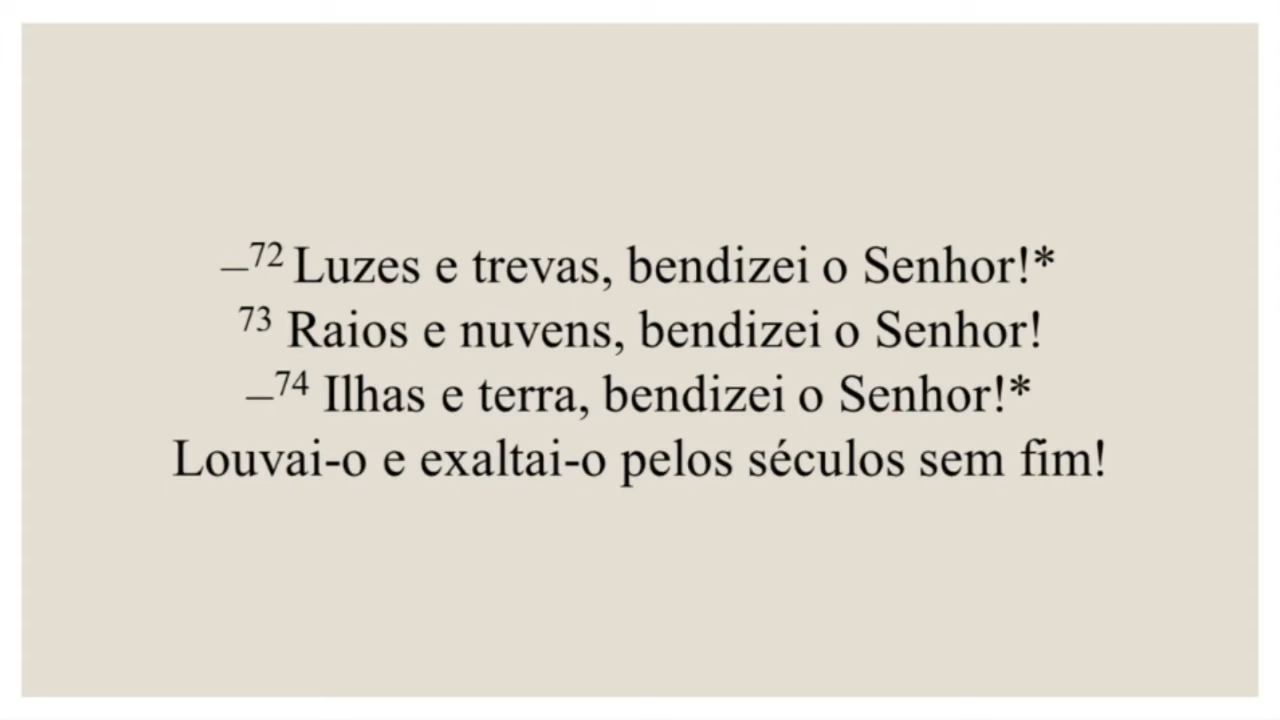 –72 Luzes e trevas, bendizei o Senhor!*
73 Raios e nuvens, bendizei o Senhor!
–74 Ilhas e terra, bendizei o Senhor!*
Louvai-o e exaltai-o pelos séculos sem fim!